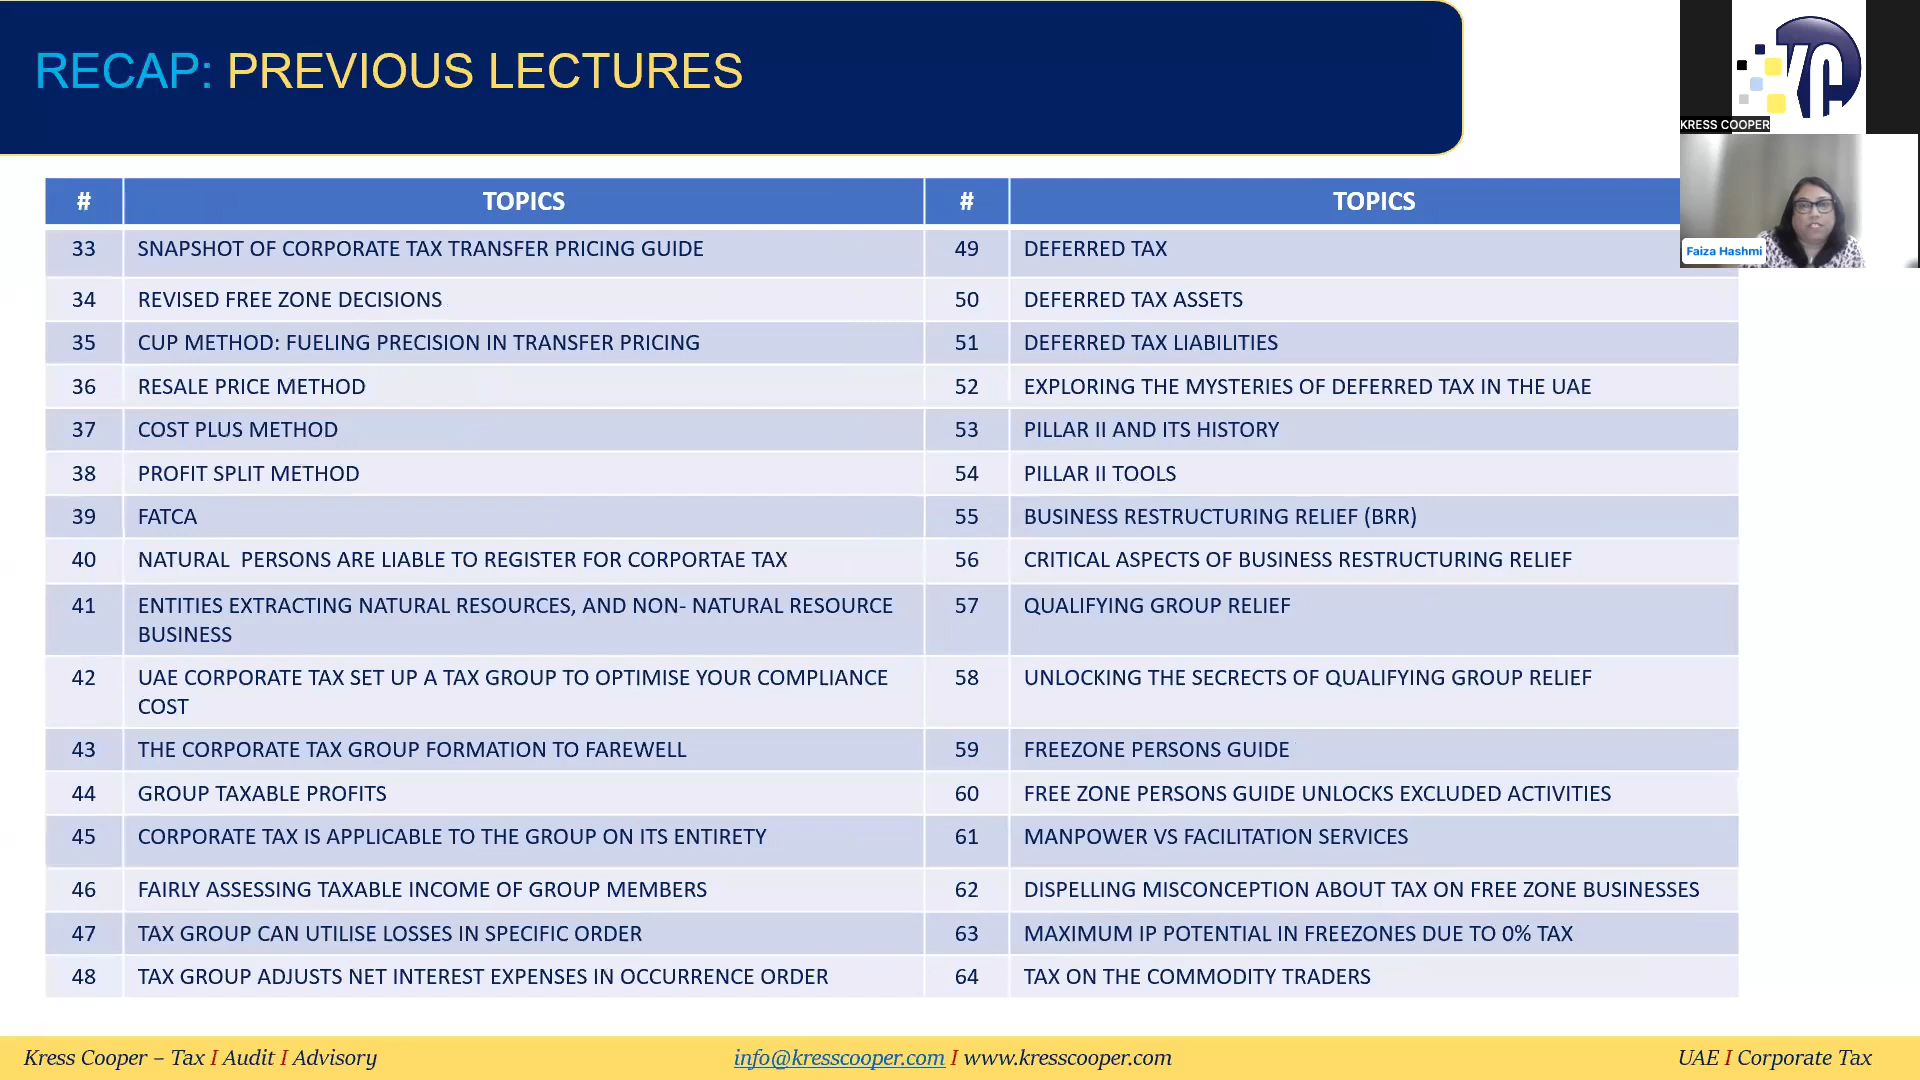 RECAP: PREVIOUS LECTURES
KRESS COOPER
Faiza Hashmi
# TOPICS # TOPICS
33 SNAPSHOT OF CORPORATE TAX TRANSFER PRICING GUIDE 49 DEFERRED TAX
34 REVISED FREE ZONE DECISIONS 50 DEFERRED TAX ASSETS
35 CUP METHOD: FUELING PRECISION IN TRANSFER PRICING 51 DEFERRED TAX LIABILITIES
36 RESALE PRICE METHOD 52 EXPLORING THE MYSTERIES OF DEFERRED TAX IN THE UAE
37 COST PLUS METHOD 53 PILLAR II AND ITS HISTORY
38 PROFIT SPLIT METHOD 54 PILLAR II TOOLS
39 FATCA 55 BUSINESS RESTRUCTURING RELIEF (BRR)
40 NATURAL PERSONS ARE LIABLE TO REGISTER FOR CORPORTAE TAX 56 CRITICAL ASPECTS OF BUSINESS RESTRUCTURING RELIEF
41 ENTITIES EXTRACTING NATURAL RESOURCES, AND NON- NATURAL RESOURCE 57 QUALIFYING GROUP RELIEF
BUSINESS
42 UAE CORPORATE TAX SET UP A TAX GROUP TO OPTIMISE YOUR COMPLIANCE 58 UNLOCKING THE SECRECTS OF QUALIFYING GROUP RELIEF
COST
43 THE CORPORATE TAX GROUP FORMATION TO FAREWELL 59 FREEZONE PERSONS GUIDE
44 GROUP TAXABLE PROFITS 60 FREE ZONE PERSONS GUIDE UNLOCKS EXCLUDED ACTIVITIES
45 CORPORATE TAX IS APPLICABLE TO THE GROUP ON ITS ENTIRETY 61 MANPOWER VS FACILITATION SERVICES
46 FAIRLY ASSESSING TAXABLE INCOME OF GROUP MEMBERS 62 DISPELLING MISCONCEPTION ABOUT TAX ON FREE ZONE BUSINESSES
47 TAX GROUP CAN UTILISE LOSSES IN SPECIFIC ORDER 63 MAXIMUM IP POTENTIAL IN FREEZONES DUE TO 0% TAX
48 TAX GROUP ADJUSTS NET INTEREST EXPENSES IN OCCURRENCE ORDER 64 TAX ON THE COMMODITY TRADERS
Kress Cooper – Tax I Audit I Advisory info@kresscooper.com I www.kresscooper.com UAE I Corporate Tax